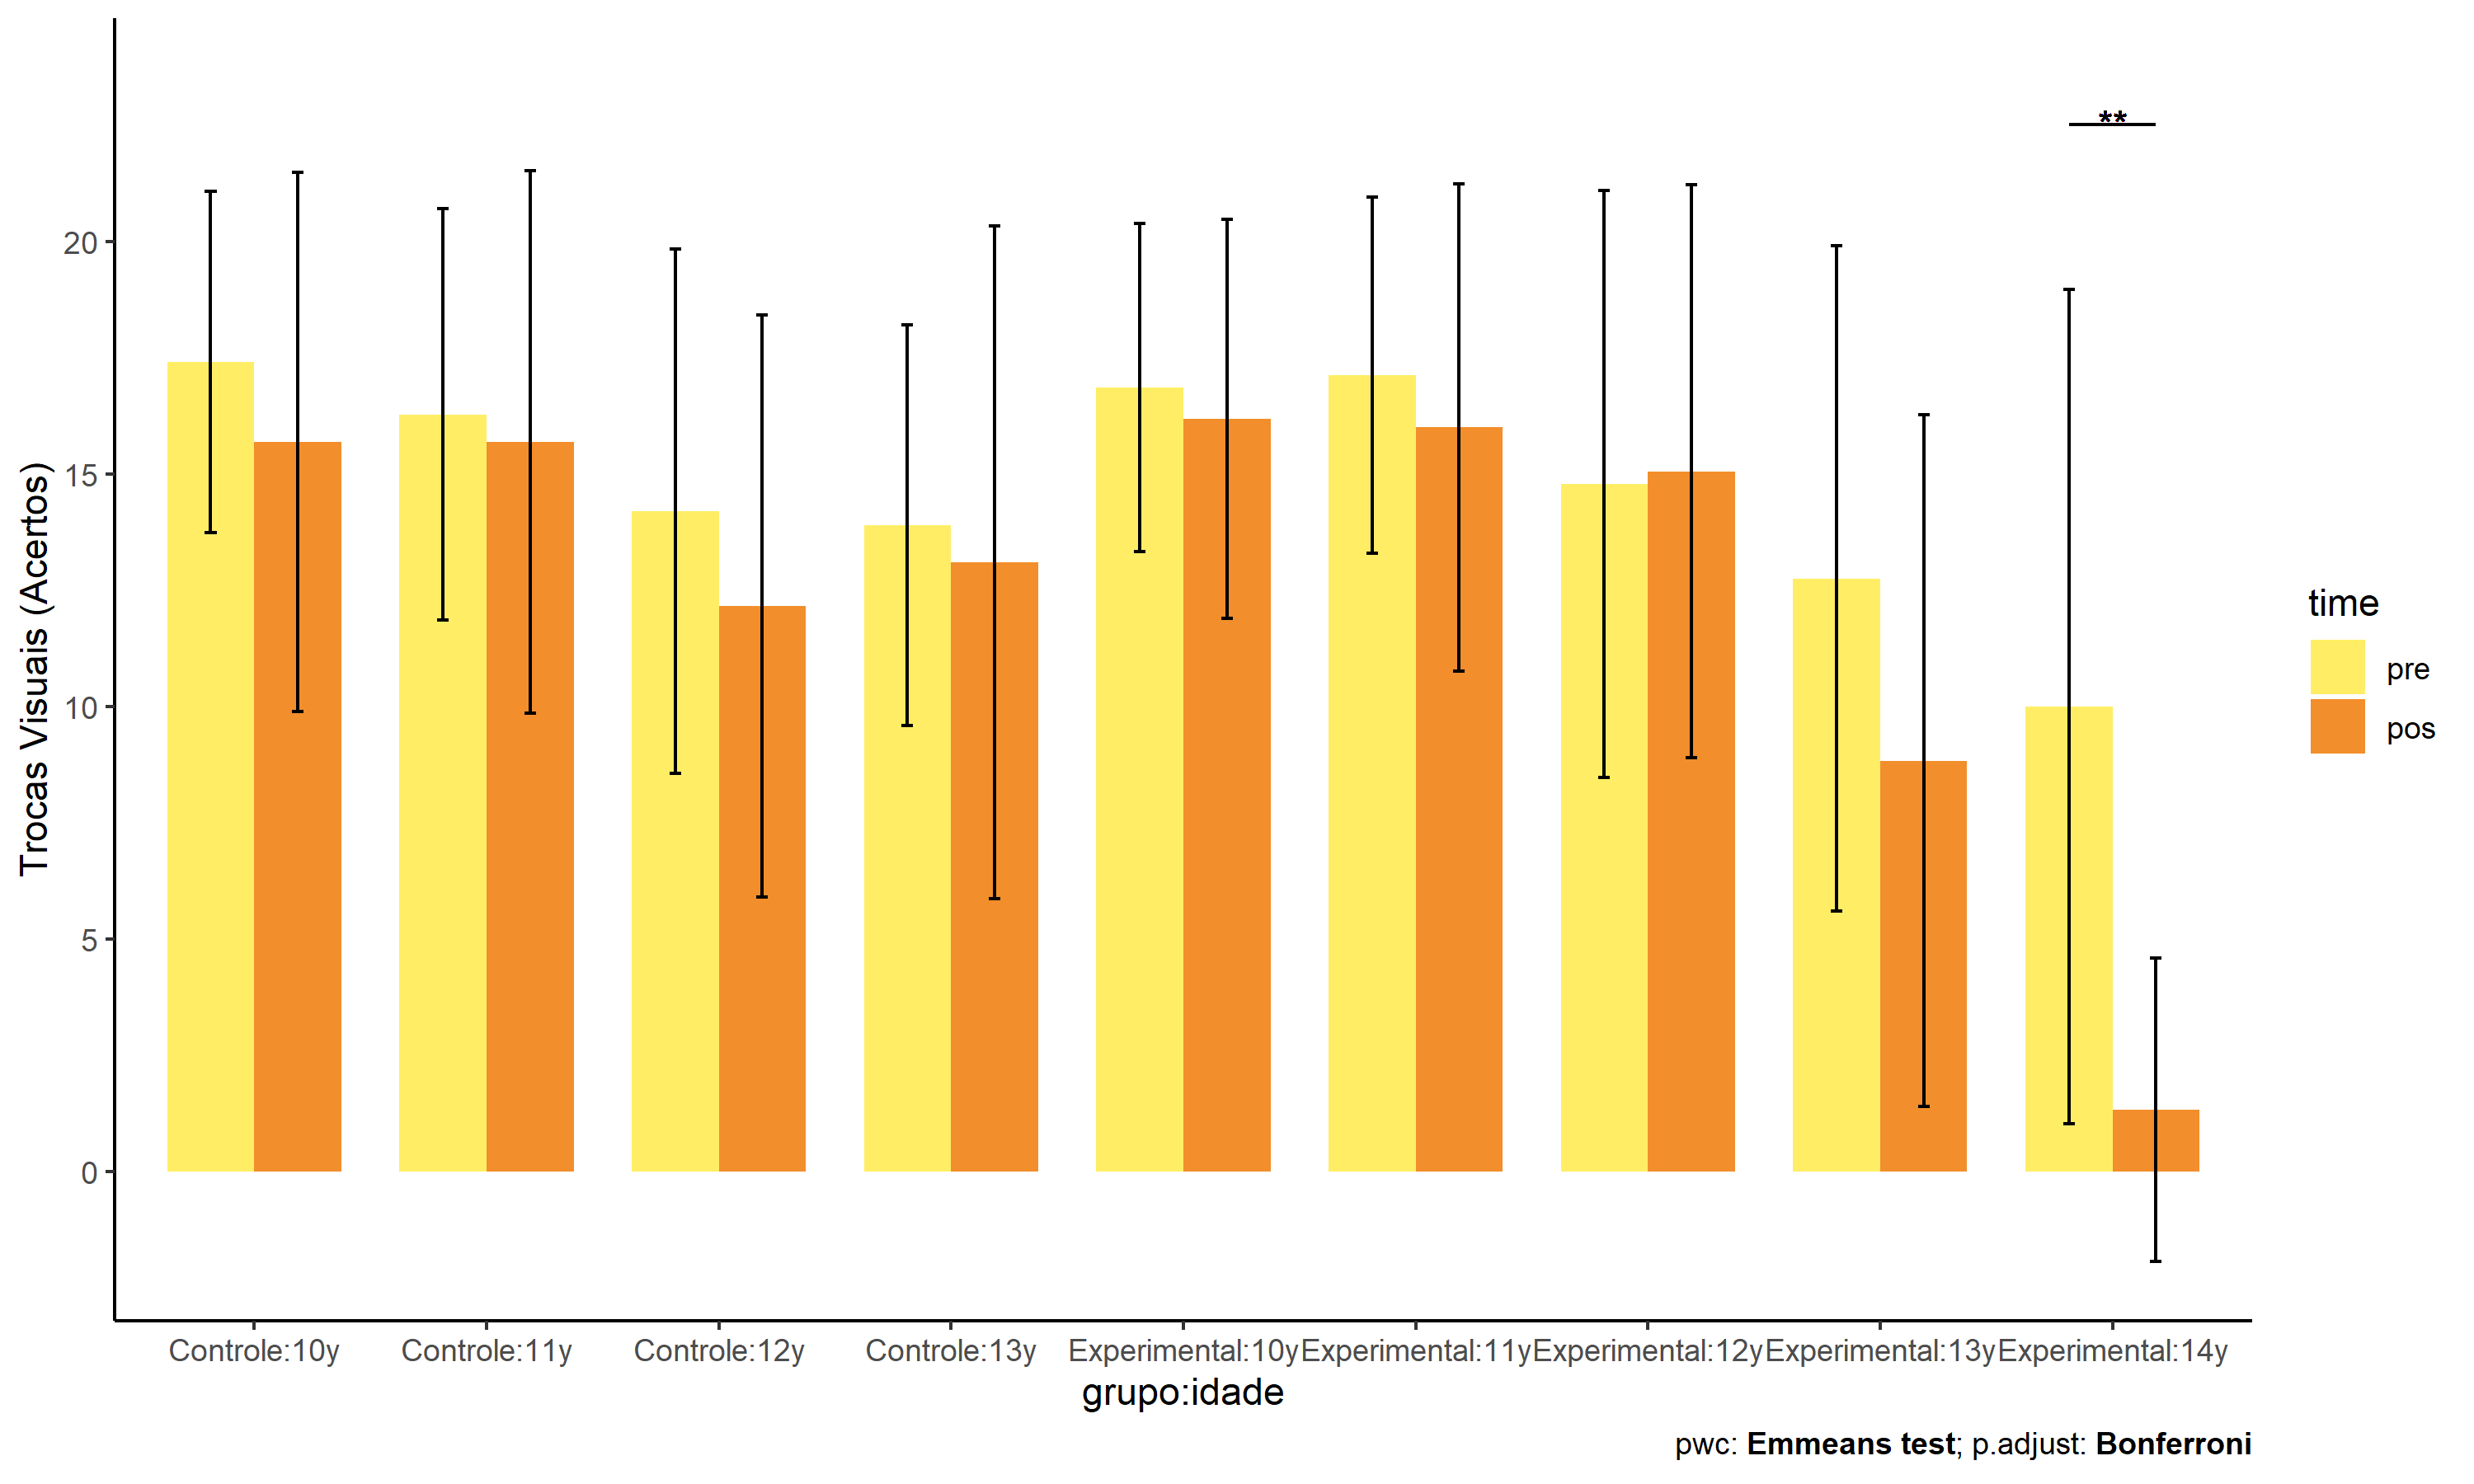 **
Trocas Visuais (Acertos)
20
15
10
5
0
time
pre
pos
Controle:10y Controle:11y Controle:12y Controle:13y Experimental:10y Experimental:11y Experimental:12y Experimental:13y Experimental:14y
grupo:idade
pwc: Emmeans test; p.adjust: Bonferroni